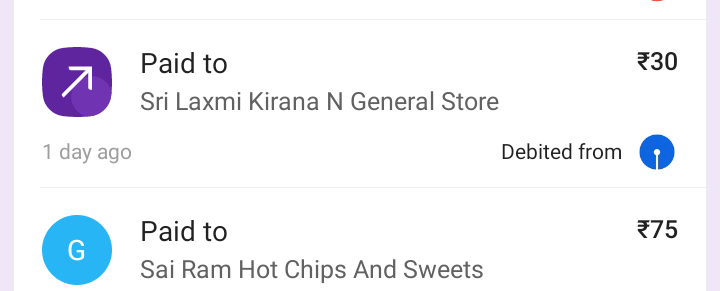 Paid to
₹30
Sri Laxmi Kirana N General Store
1 day ago
Debited from
G
Paid to
₹75
Sai Ram Hot Chips And Sweets